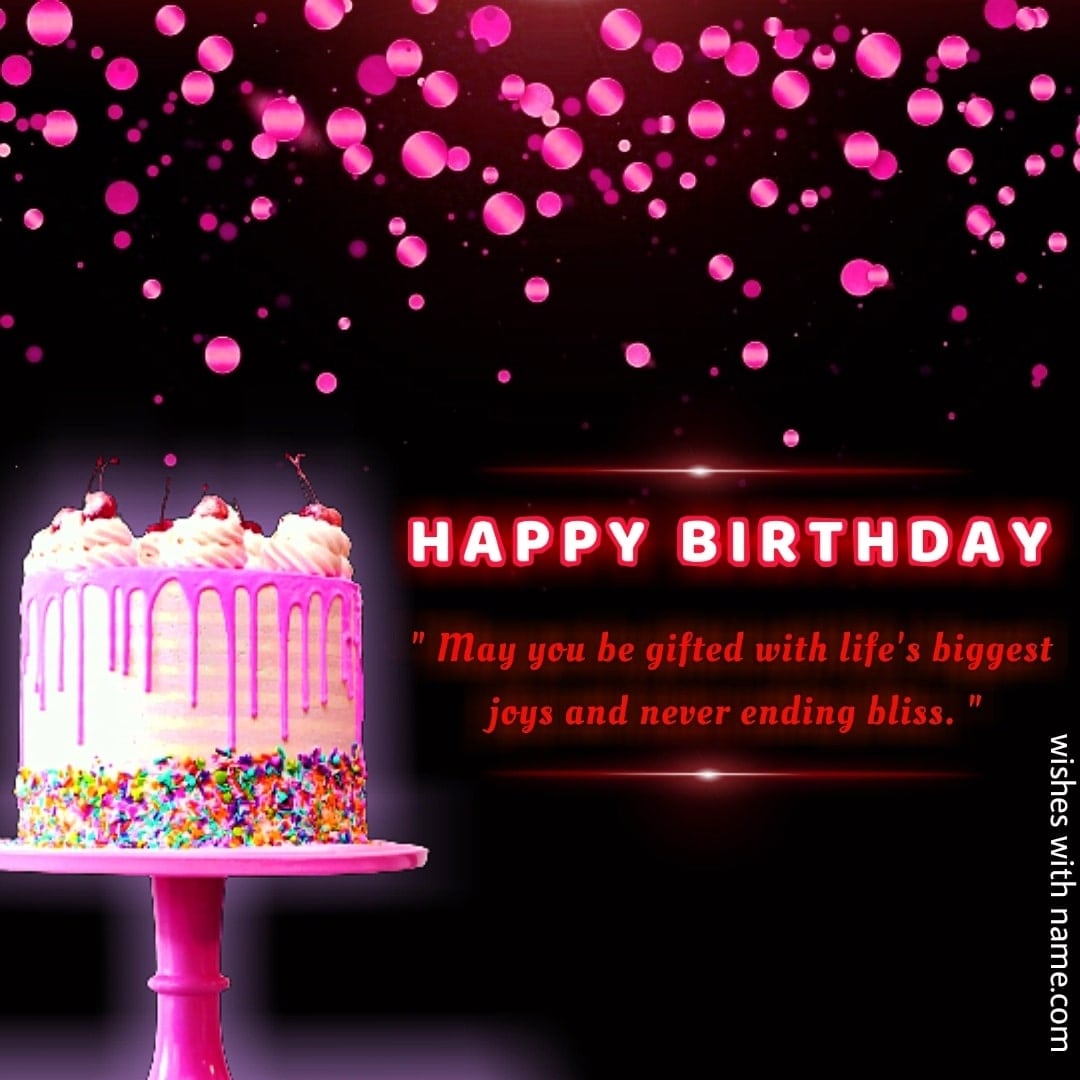 HAPPY BIRTHDAY
" May you be gifted with life's biggest
joys and never ending bliss. "
wishes with name.com